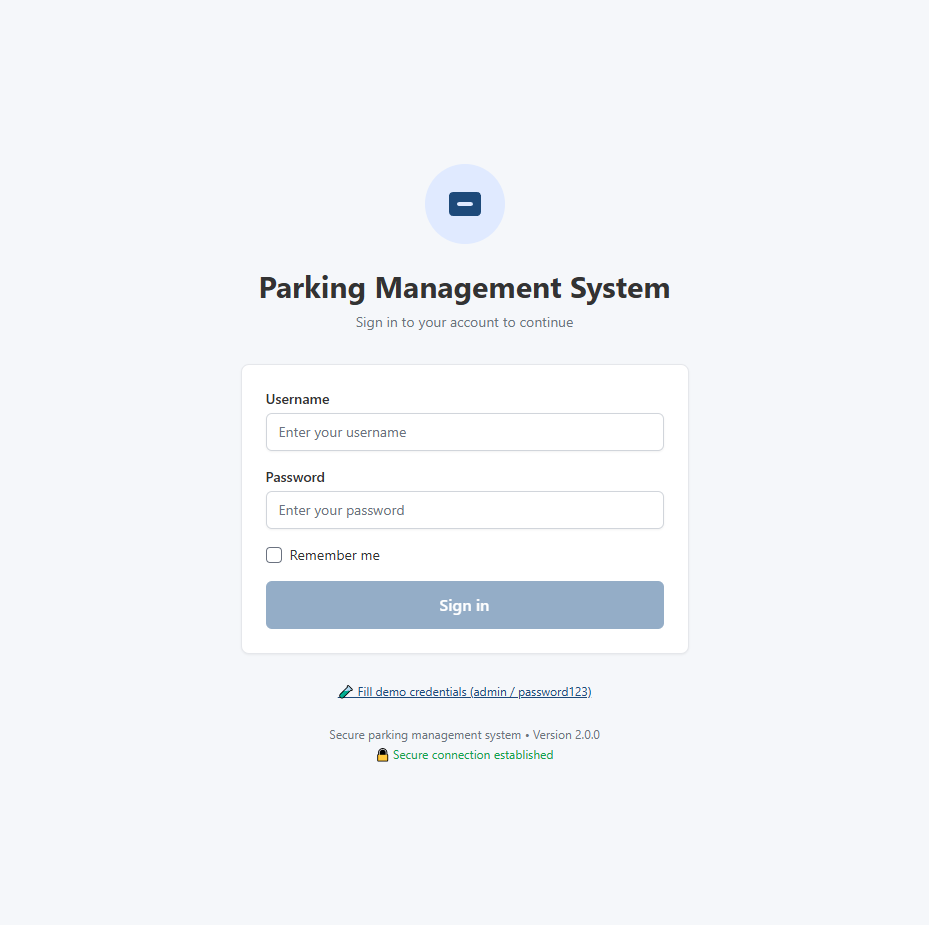 Parking Management System
Sign in to your account to continue
Username
Enter your username
Password
Enter your password
Remember me
Sign in
Fill demo credentials (admin / password123)
Secure parking management system • Version 2.0.0
Secure connection established